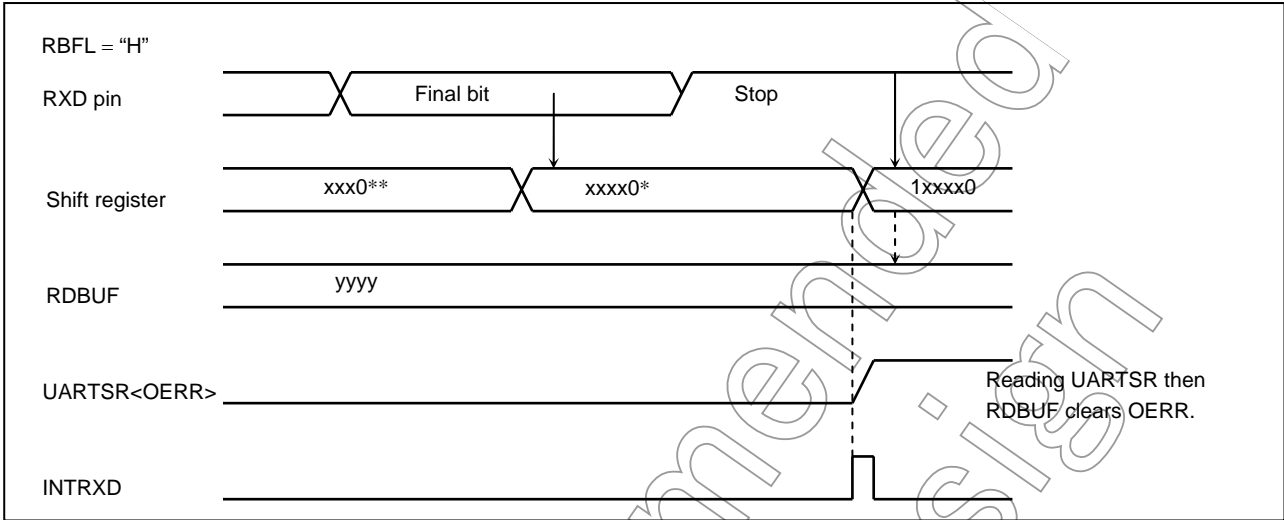 RBFL = “H”
RXD pin
Final bit
Stop
Shift register
xxx0**
xxxx0*
1xxxx0
RDBUF
yyyy
UARTSR<OERR>
Reading UARTSR then
RDBUF clears OERR.
INTRXD